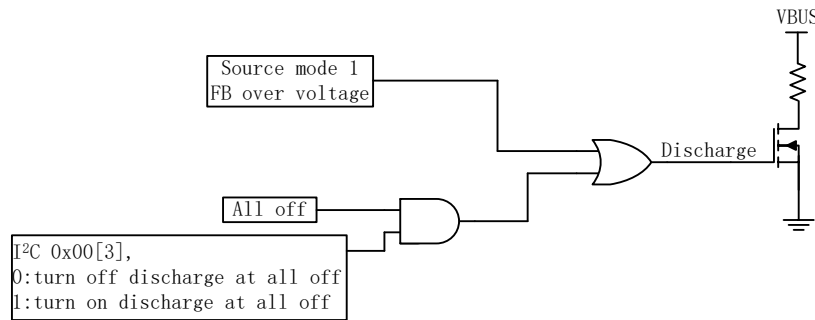 VBUS
Source mode 1
FB over voltage
Discharge
All off
I²C 0x00[3],
0:turn off discharge at all off
1:turn on discharge at all off